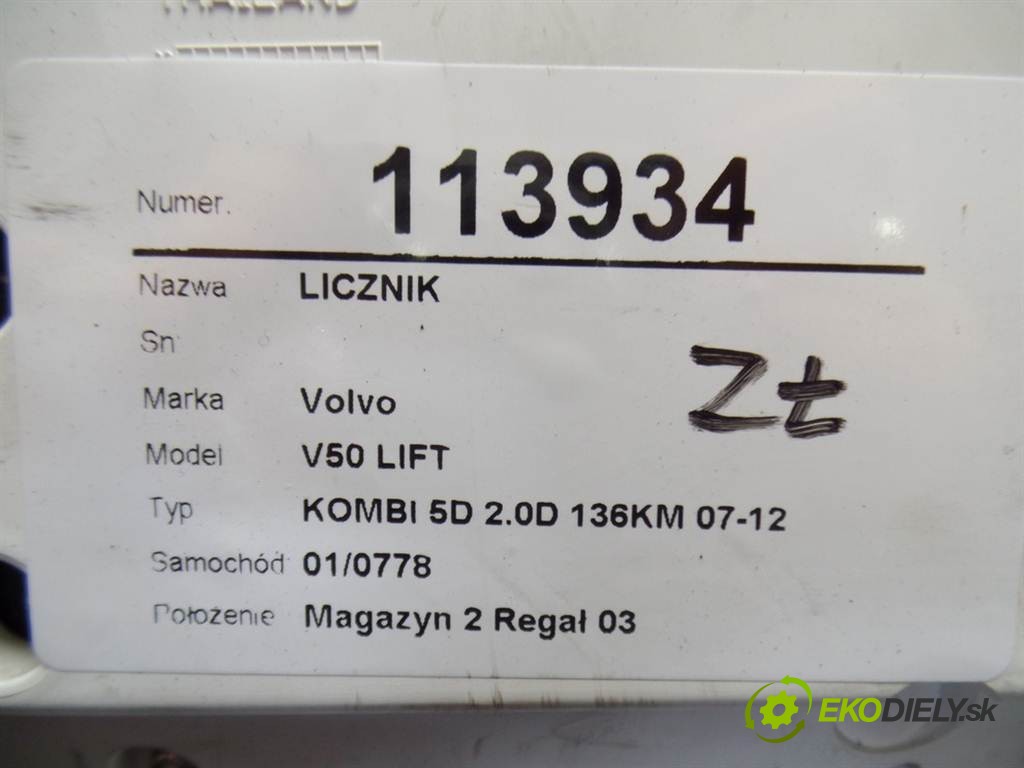 THAILAND
Numer. 113934
Nazwa LICZNIK
Sn
Zł
Marka Volvo
Model V50 LIFT
Typ KOMBI 5D 2.0D 136KM 07-12
Samochód 01/0778
Położenie Magazyn 2 Regał 03
EKODIELY.sk